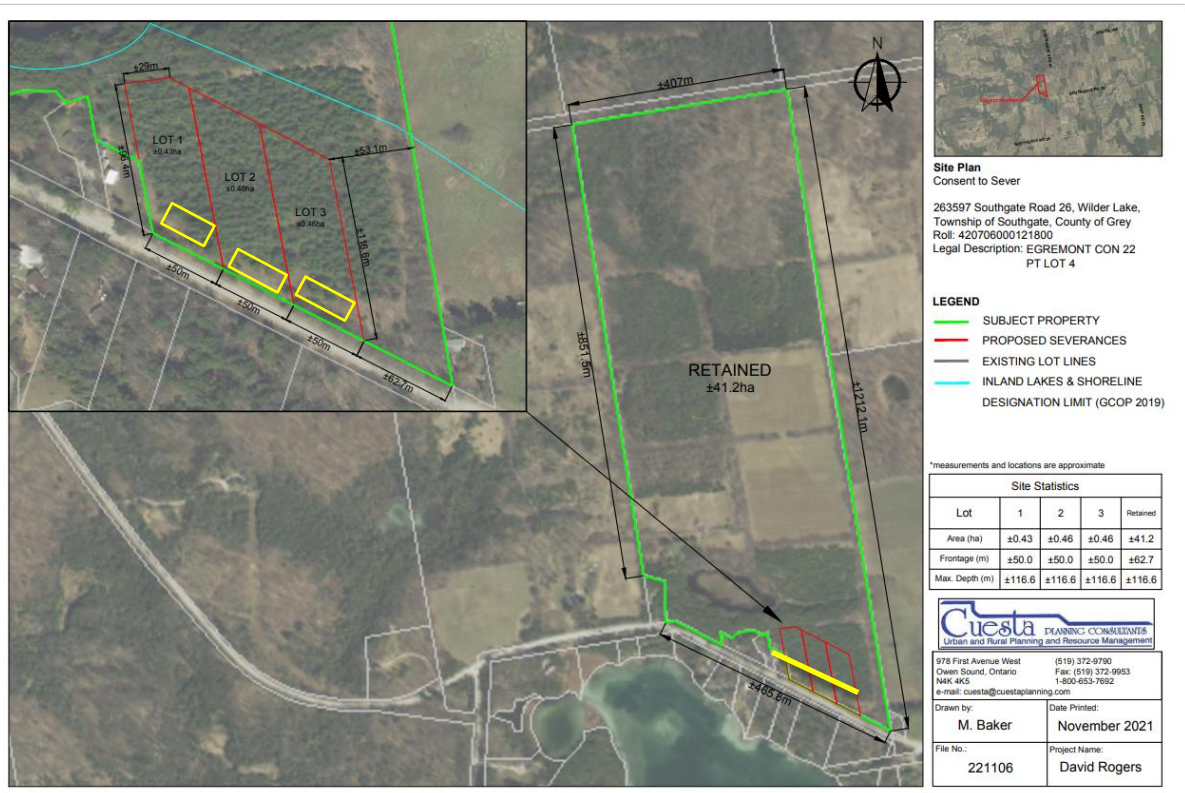 ±29m
LOT 1
±0.43ha
±96.4m
LOT 2
±0.46ha
LOT 3
±0.46ha
±53.1m
±116.6m
±50m
±50m
±50m
±62.7m
±407m
N
±851.5m
RETAINED
±41.2ha
±1212.1m
±465.8m
Site Plan
Consent to Sever
263597 Southgate Road 26, Wilder Lake,
Township of Southgate, County of Grey
Roll: 420706000121800
Legal Description: EGREMONT CON 22
PT LOT 4
LEGEND
SUBJECT PROPERTY
PROPOSED SEVERANCES
EXISTING LOT LINES
INLAND LAKES & SHORELINE
DESIGNATION LIMIT (GCOP 2019)
*measurements and locations are approximate
Site Statistics
Lot 1 2 3 Retained
Area (ha) ±0.43 ±0.46 ±0.46 ±41.2
Frontage (m) ±50.0 ±50.0 ±50.0 ±62.7
Max. Depth (m) ±116.6 ±116.6 ±116.6 ±116.6
Cuesta PLANNING CONSULTANTS
Urban and Rural Planning and Resource Management
978 First Avenue West (519) 372-9790
Owen Sound, Ontario Fax: (519) 372-9953
N4K 4K5 1-800-653-7692
e-mail: cuesta@cuestaplanning.com
Drawn by: Date Printed:
M. Baker November 2021
File No.: Project Name:
221106 David Rogers